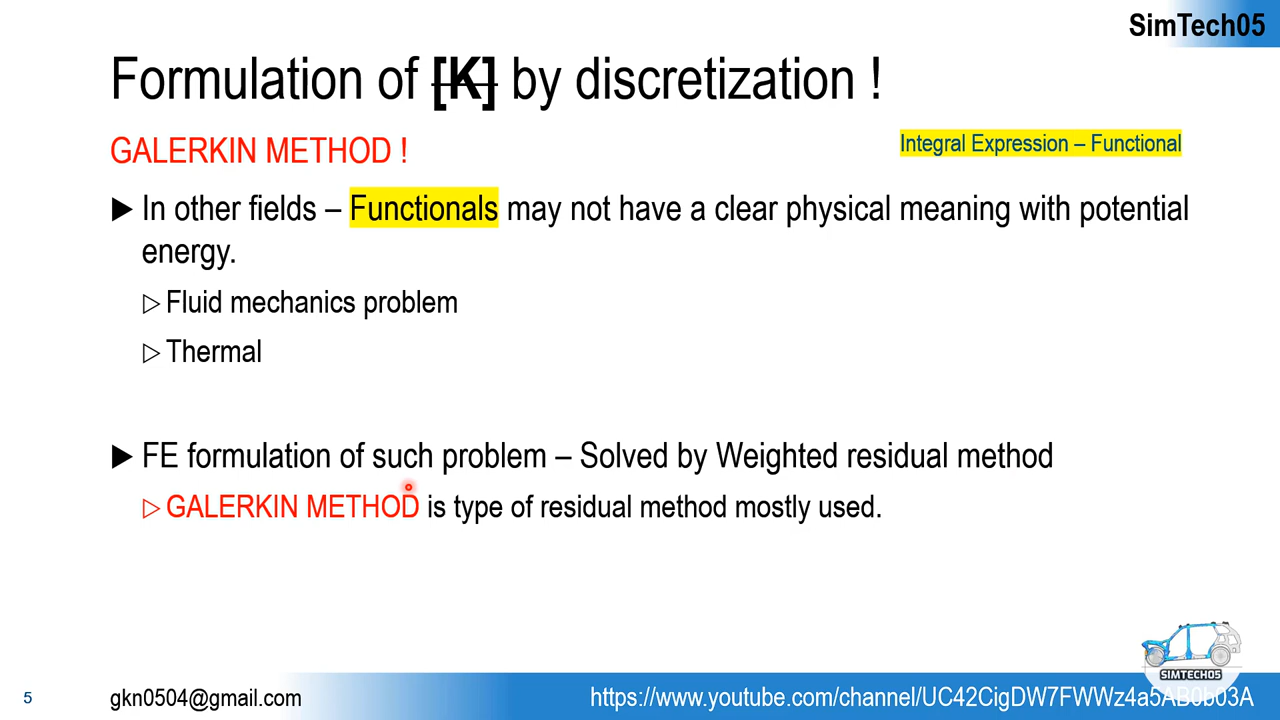 SimTech05
Formulation of [K] by discretization !
GALERKIN METHOD !
Integral Expression – Functional
In other fields – Functionals may not have a clear physical meaning with potential
energy.
Fluid mechanics problem
Thermal
FE formulation of such problem – Solved by Weighted residual method
GALERKIN METHOD is type of residual method mostly used.
SIMTECH05
5
gkn0504@gmail.com
https://www.youtube.com/channel/UC42CigDW7FWWz4a5AB0b03A